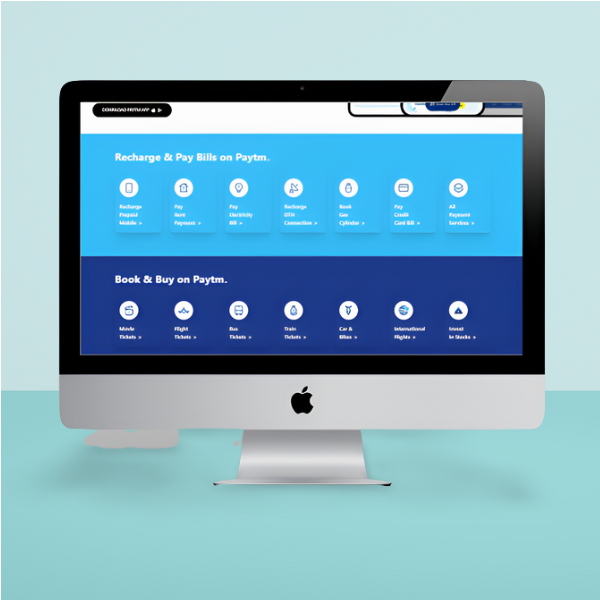 DOWNLOAD PAYTM APP
Recharge & Pay Bills on Paytm.
Recharge
Prepaid
Mobile >
Pay
Rent
Payment >
Pay
Electricity
Bill >
Recharge
DTH
Connection >
Book
Gas
Cylinder >
Pay
Credit
Card Bill >
All
Payment
Services >
Book & Buy on Paytm.
Movie
Tickets >
Flight
Tickets >
Bus
Tickets >
Train
Tickets >
Car &
Bikes >
International
Flights >
Invest
In Stocks >